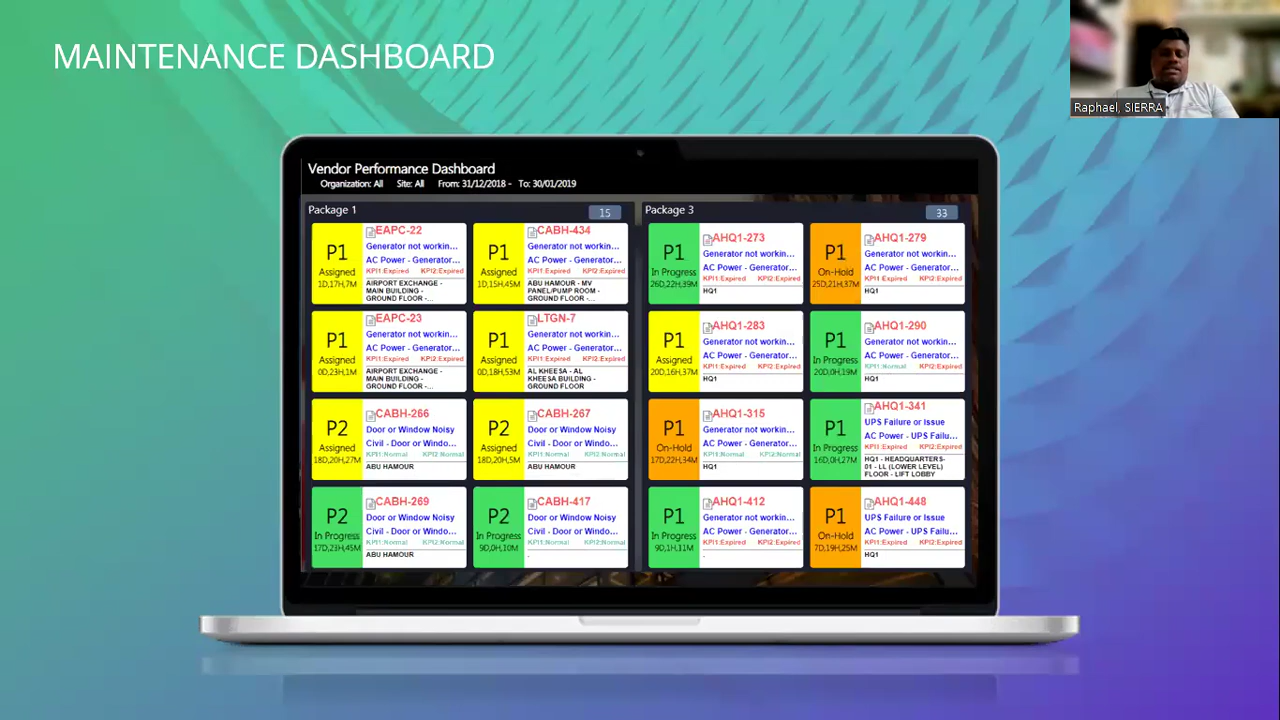 MAINTENANCE DASHBOARD
Raphael, SIERRA
Vendor Performance Dashboard
Organization: All Site: All From: 31/12/2018 - To: 30/01/2019
Package 1
15
P1
Assigned
1D,17H,7M
EAPC-22
Generator not workin...
AC Power - Generator...
KPI1:Expired KPI2:Expired
AIRPORT EXCHANGE -
MAIN BUILDING -
GROUND FLOOR -...
P1
Assigned
1D,15H,45M
CABH-434
Generator not workin...
AC Power - Generator...
KPI1:Expired KPI2:Expired
ABU HAMOUR - MV
PANEL/PUMP ROOM -
GROUND FLOOR -...
P1
Assigned
0D,23H,1M
EAPC-23
Generator not workin...
AC Power - Generator...
KPI1:Expired KPI2:Expired
AIRPORT EXCHANGE -
MAIN BUILDING -
GROUND FLOOR -...
P1
Assigned
0D,18H,53M
LTGN-7
Generator not workin...
AC Power - Generator...
KPI1:Expired KPI2:Expired
AL KHEESA - AL
KHEESA BUILDING -
GROUND FLOOR
P2
Assigned
18D,20H,27M
CABH-266
Door or Window Noisy
Civil - Door or Windo...
KPI1:Normal KPI2:Normal
ABU HAMOUR
P2
Assigned
18D,20H,5M
CABH-267
Door or Window Noisy
Civil - Door or Windo...
KPI1:Normal KPI2:Normal
ABU HAMOUR
P2
In Progress
17D,23H,45M
CABH-269
Door or Window Noisy
Civil - Door or Windo...
KPI1:Normal KPI2:Normal
ABU HAMOUR
P2
In Progress
9D,0H,10M
CABH-417
Door or Window Noisy
Civil - Door or Windo...
KPI1:Normal KPI2:Normal
-
Package 3
33
P1
In Progress
26D,22H,39M
AHQ1-273
Generator not workin...
AC Power - Generator...
KPI1:Expired KPI2:Expired
HQ1
P1
On-Hold
25D,21H,37M
AHQ1-279
Generator not workin...
AC Power - Generator...
KPI1:Expired KPI2:Expired
HQ1
P1
Assigned
20D,16H,37M
AHQ1-283
Generator not workin...
AC Power - Generator...
KPI1:Expired KPI2:Expired
HQ1
P1
In Progress
20D,0H,19M
AHQ1-290
Generator not workin...
AC Power - Generator...
KPI1:Normal KPI2:Expired
HQ1
P1
On-Hold
17D,22H,34M
AHQ1-315
Generator not workin...
AC Power - Generator...
KPI1:Normal KPI2:Normal
HQ1
P1
In Progress
16D,0H,27M
AHQ1-341
UPS Failure or Issue
AC Power - UPS Failu...
KPI1:Expired KPI2:Expired
HQ1 - HEADQUARTERS-
01 - LL (LOWER LEVEL)
FLOOR - LIFT LOBBY
P1
In Progress
9D,1H,31M
AHQ1-412
Generator not workin...
AC Power - Generator...
KPI1:Expired KPI2:Expired
-
P1
On-Hold
7D,19H,25M
AHQ1-448
UPS Failure or Issue
AC Power - UPS Failu...
KPI1:Expired KPI2:Expired
HQ1